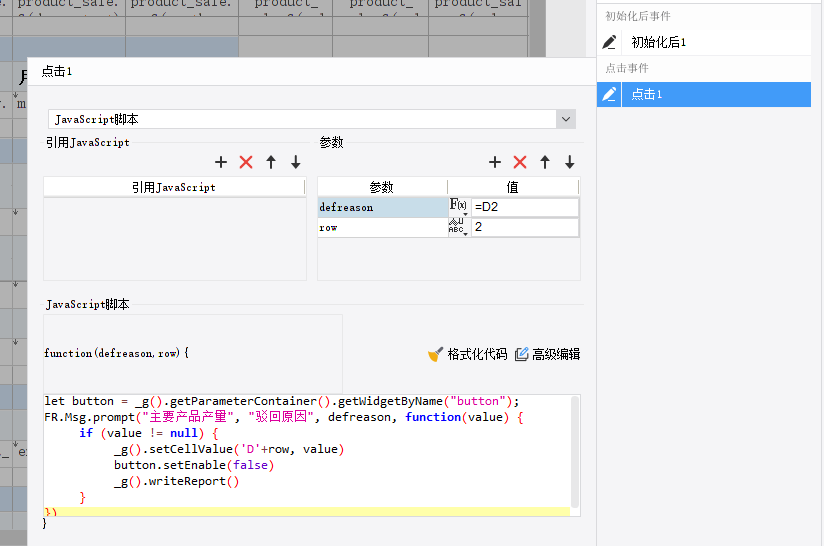 product_sale. product_sale. product_ product_ product_sal
初始化后事件
初始化后1
点击事件
点击1
点击1
JavaScript脚本
引用JavaScript
参数
引用JavaScript
参数 值
defreason F(x) =D2
row ABC 2
JavaScript脚本
function(defreason,row){
格式化代码 高级编辑
let button = _g().getParameterContainer().getWidgetByName("button");
FR.Msg.prompt("主要产品产量", "驳回原因", defreason, function(value) {
if (value != null) {
_g().setCellValue('D'+row, value)
button.setEnable(false)
_g().writeReport()
}
})
}